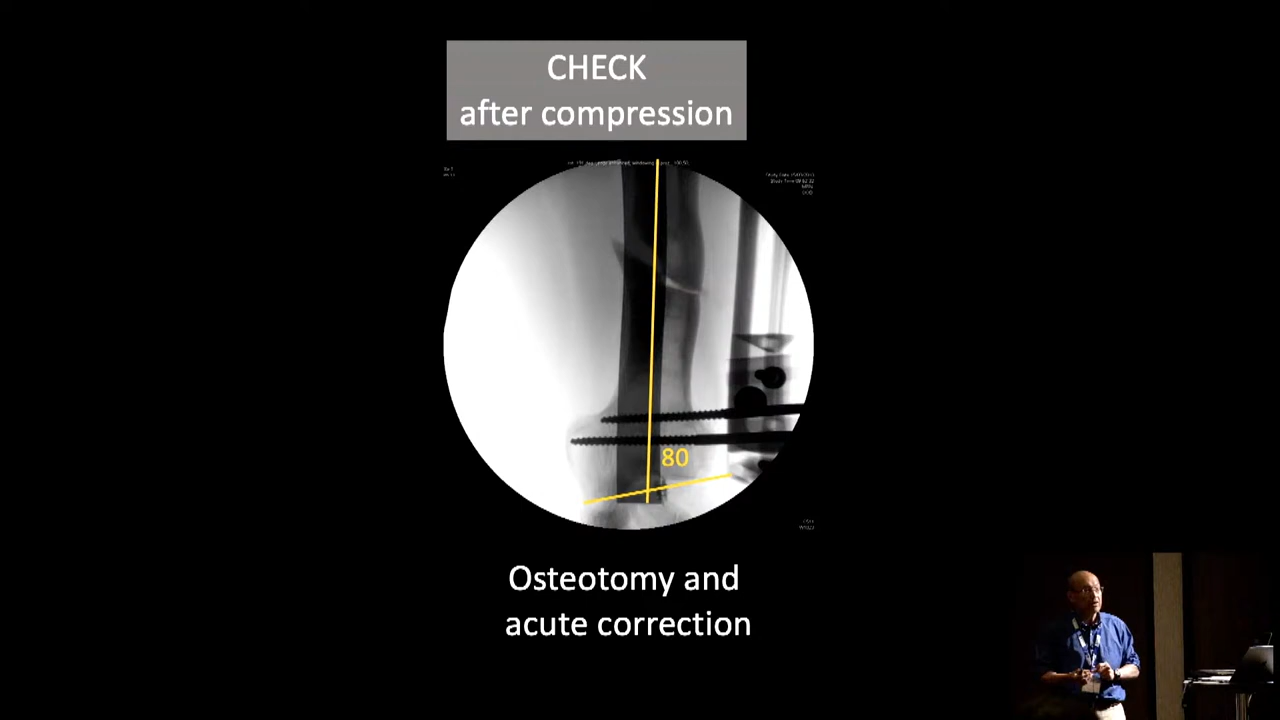 CHECK
after compression
80
Osteotomy and
acute correction